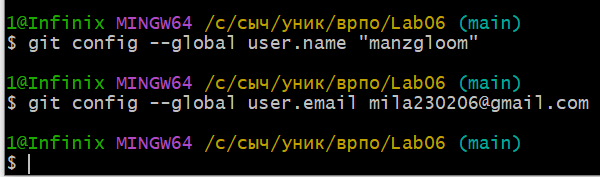 1@Infinix MINGW64 /c/сыч/уник/врпо/Lab06 (main)
$ git config --global user.name "manzgloom"
1@Infinix MINGW64 /c/сыч/уник/врпо/Lab06 (main)
$ git config --global user.email mila230206@gmail.com
1@Infinix MINGW64 /c/сыч/уник/врпо/Lab06 (main)
$